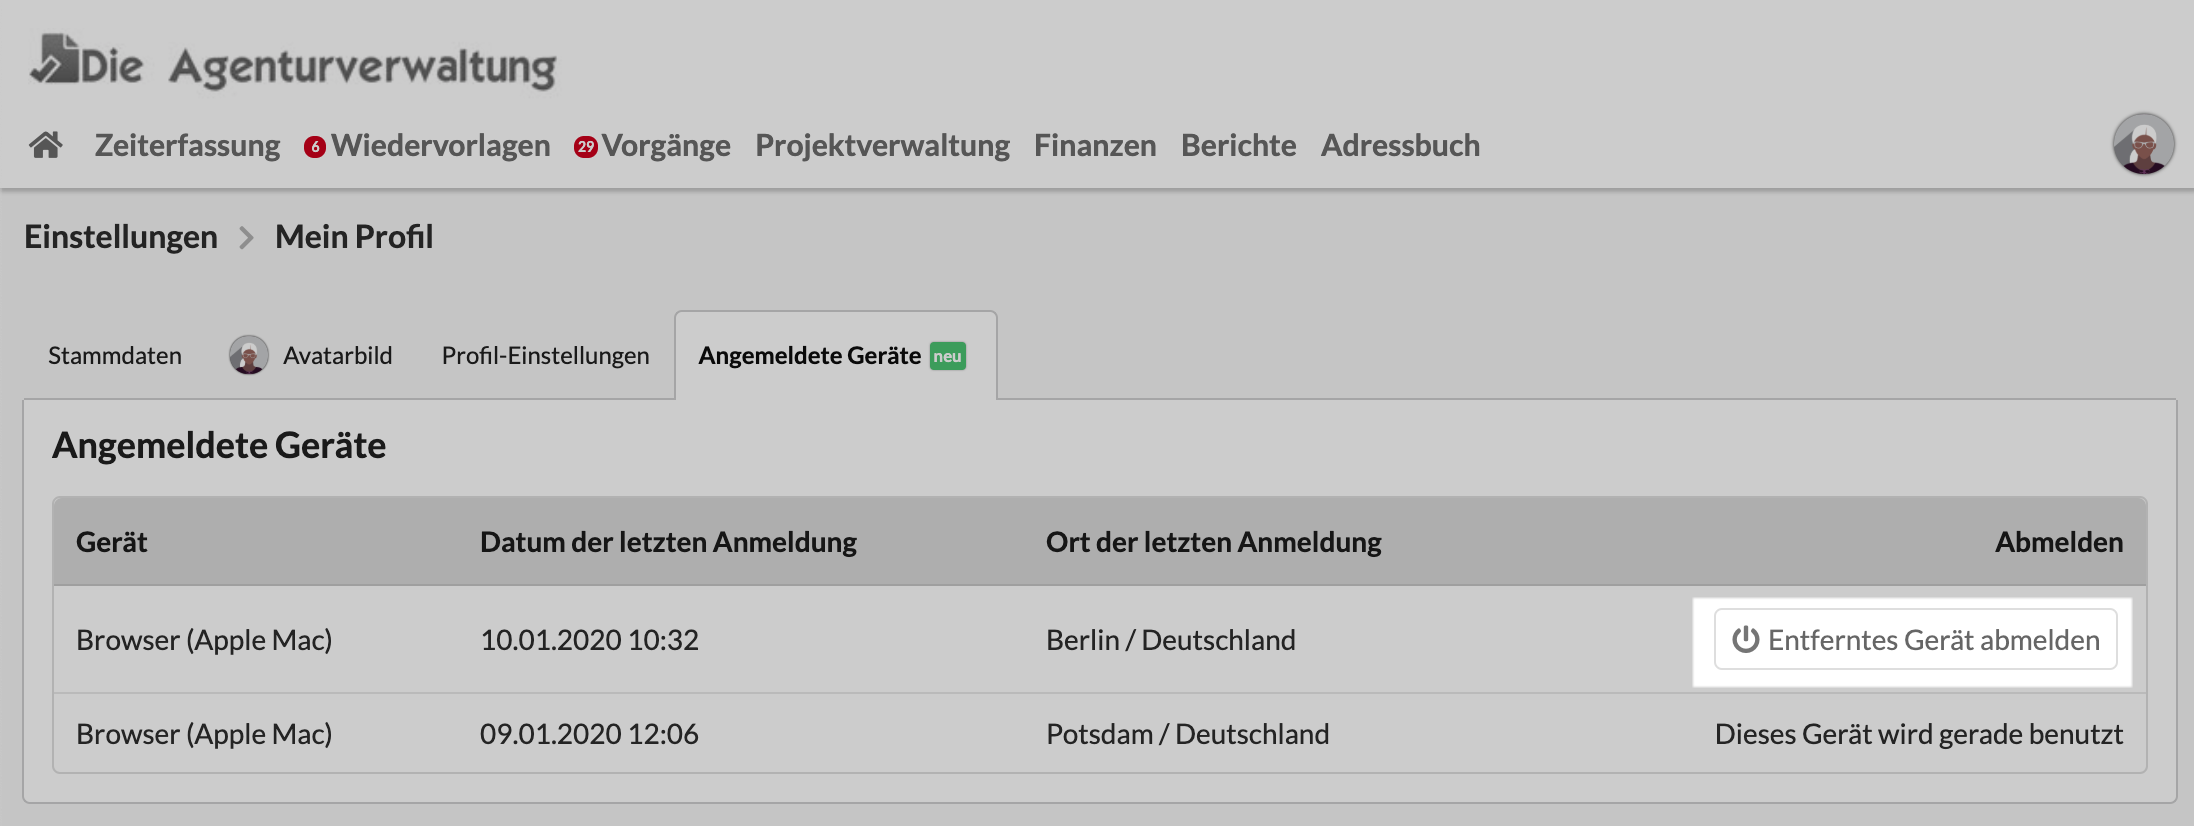 Die Agenturverwaltung
Zeiterfassung 6 Wiedervorlagen 29 Vorgänge Projektverwaltung Finanzen Berichte Adressbuch
Einstellungen > Mein Profil
Stammdaten Avatarbild Profil-Einstellungen Angemeldete Geräte neu
Angemeldete Geräte
Gerät Datum der letzten Anmeldung Ort der letzten Anmeldung Abmelden
Browser (Apple Mac) 10.01.2020 10:32 Berlin / Deutschland Entferntes Gerät abmelden
Browser (Apple Mac) 09.01.2020 12:06 Potsdam / Deutschland Dieses Gerät wird gerade benutzt